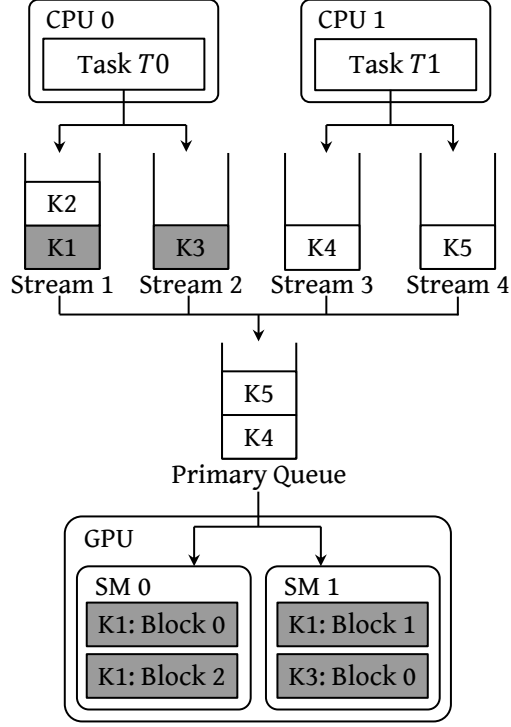 CPU 0
CPU 1
Task T0
Task T1
K2
K1
K3
K4
K5
Stream 1
Stream 2
Stream 3
Stream 4
K5
K4
Primary Queue
GPU
SM 0
SM 1
K1: Block 0
K1: Block 1
K1: Block 2
K3: Block 0